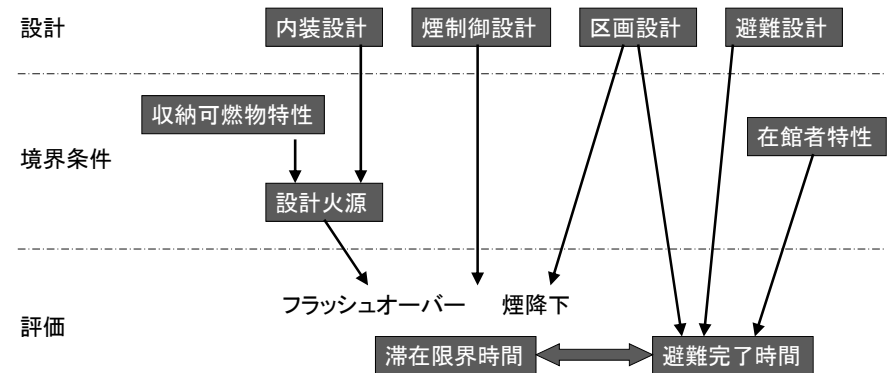 設計
内装設計
煙制御設計
区画設計
避難設計
収納可燃物特性
境界条件
在館者特性
設計火源
フラッシュオーバー
煙降下
評価
滞在限界時間
避難完了時間